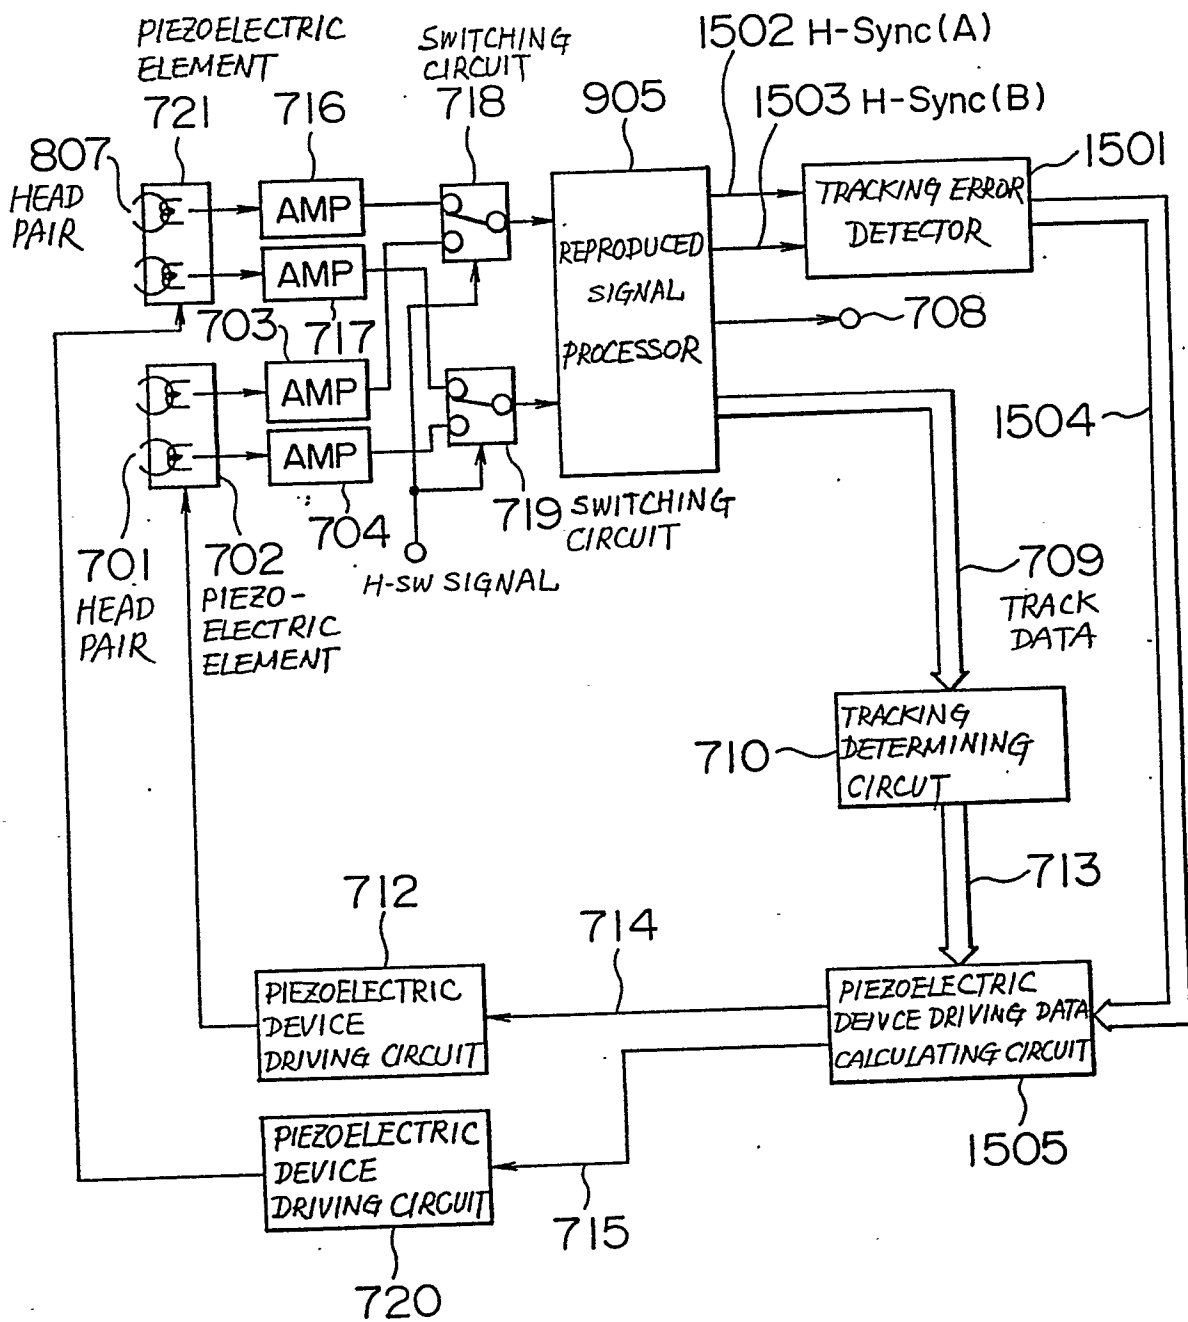 PIEZOELECTRIC
ELEMENT
721
716
SWITCHING
CIRCUIT
718
905
1502 H-Sync(A)
1503 H-Sync(B)
1501
807
HEAD
PAIR
AMP
AMP
717
TRACKING ERROR
DETECTOR
REPRODUCED
SIGNAL
PROCESSOR
708
703
AMP
AMP
704
719 SWITCHING
CIRCUIT
1504
701
HEAD
PAIR
702
PIEZO-
ELECTRIC
ELEMENT
H-SW SIGNAL
709
TRACK
DATA
710
TRACKING
DETERMINING
CIRCUT
713
712
714
PIEZOELECTRIC
DEVICE
DRIVING CIRCUIT
PIEZOELECTRIC
DEIVCE DRIVING DATA
CALCULATING CIRCUIT
1505
PIEZOELECTRIC
DEVICE
DRIVING CIRCUIT
715
720